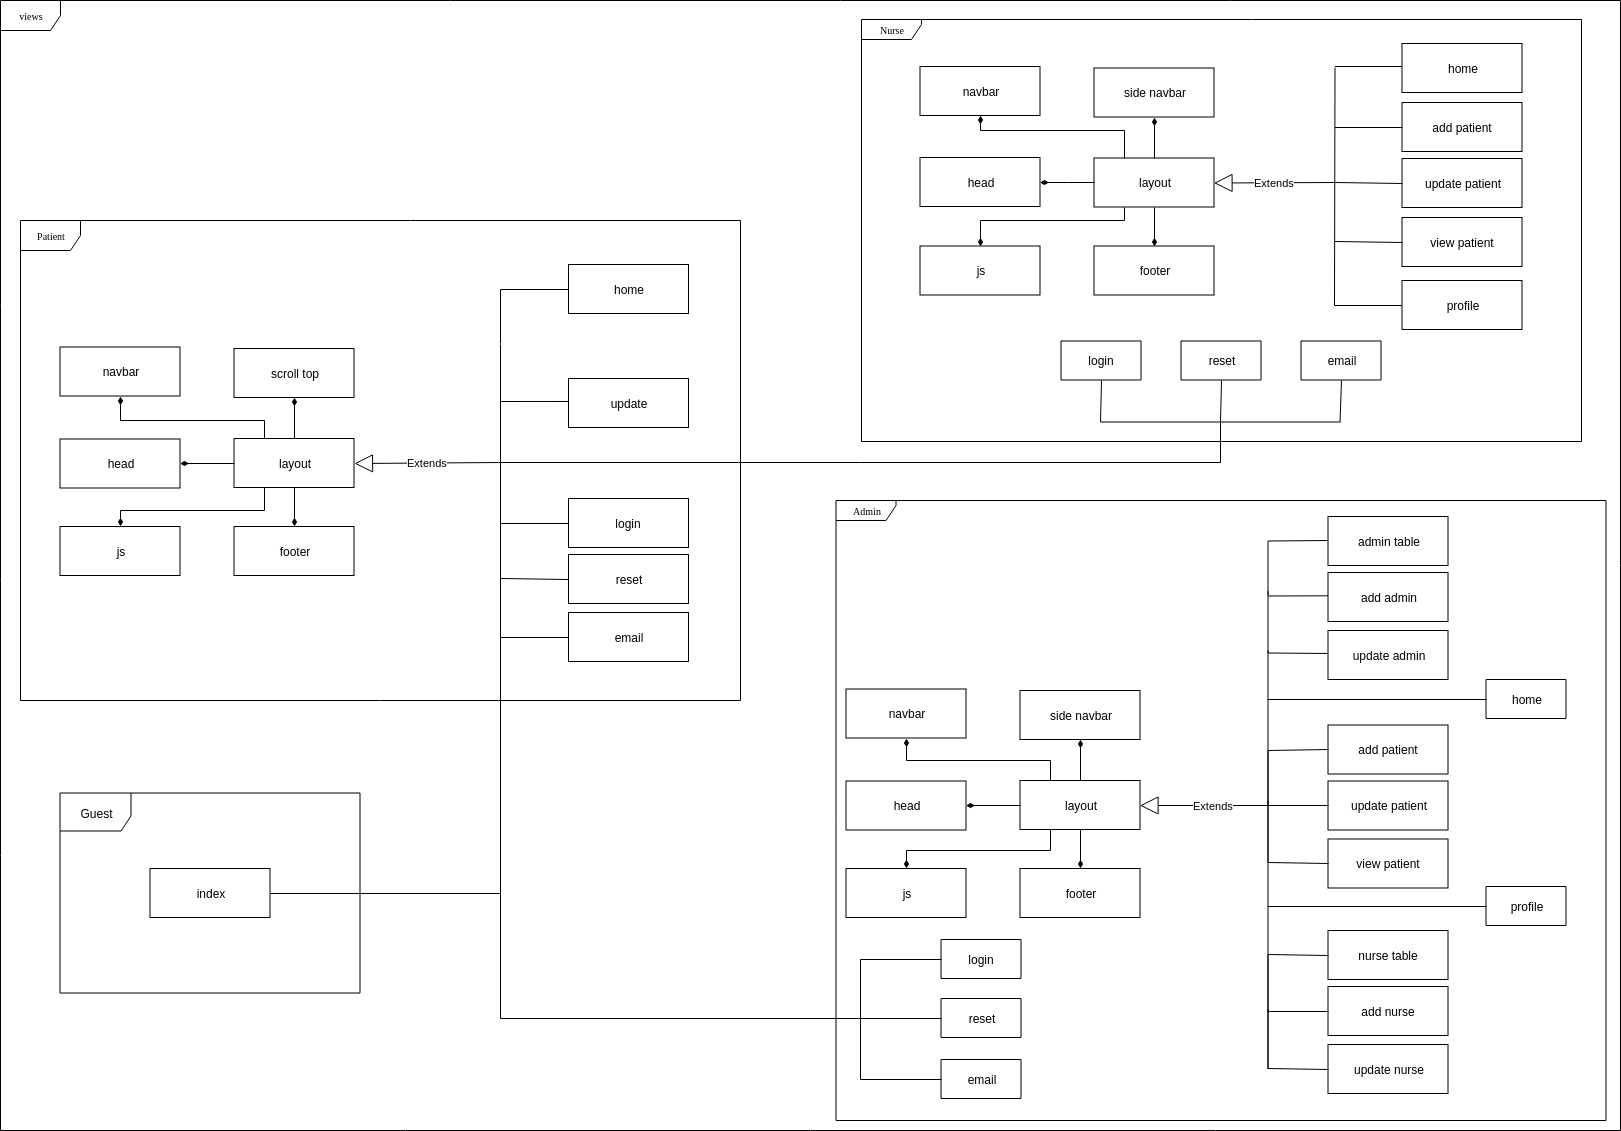 views
Nurse
navbar
side navbar
head
layout
Extends
js
footer
home
add patient
update patient
view patient
profile
login
reset
email
Patient
navbar
scroll top
head
layout
Extends
js
footer
home
update
login
reset
email
Guest
index
Admin
navbar
side navbar
head
layout
Extends
js
footer
login
reset
email
admin table
add admin
update admin
home
add patient
update patient
view patient
profile
nurse table
add nurse
update nurse